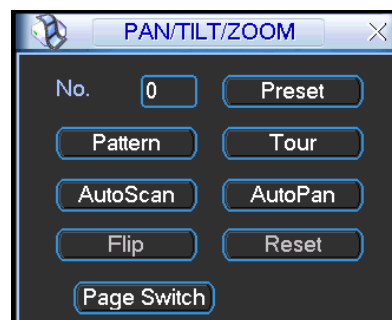 PAN/TILT/ZOOM
No. 0 Preset
Pattern Tour
AutoScan AutoPan
Flip Reset
Page Switch